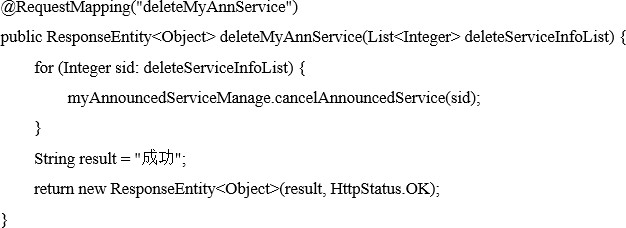 @RequestMapping("deleteMyAnnService")
public ResponseEntity<Object> deleteMyAnnService(List<Integer> deleteServiceInfoList) {
for (Integer sid: deleteServiceInfoList) {
myAnnouncedServiceManage.cancelAnnouncedService(sid);
}
String result = "成功";
return new ResponseEntity<Object>(result, HttpStatus.OK);
}